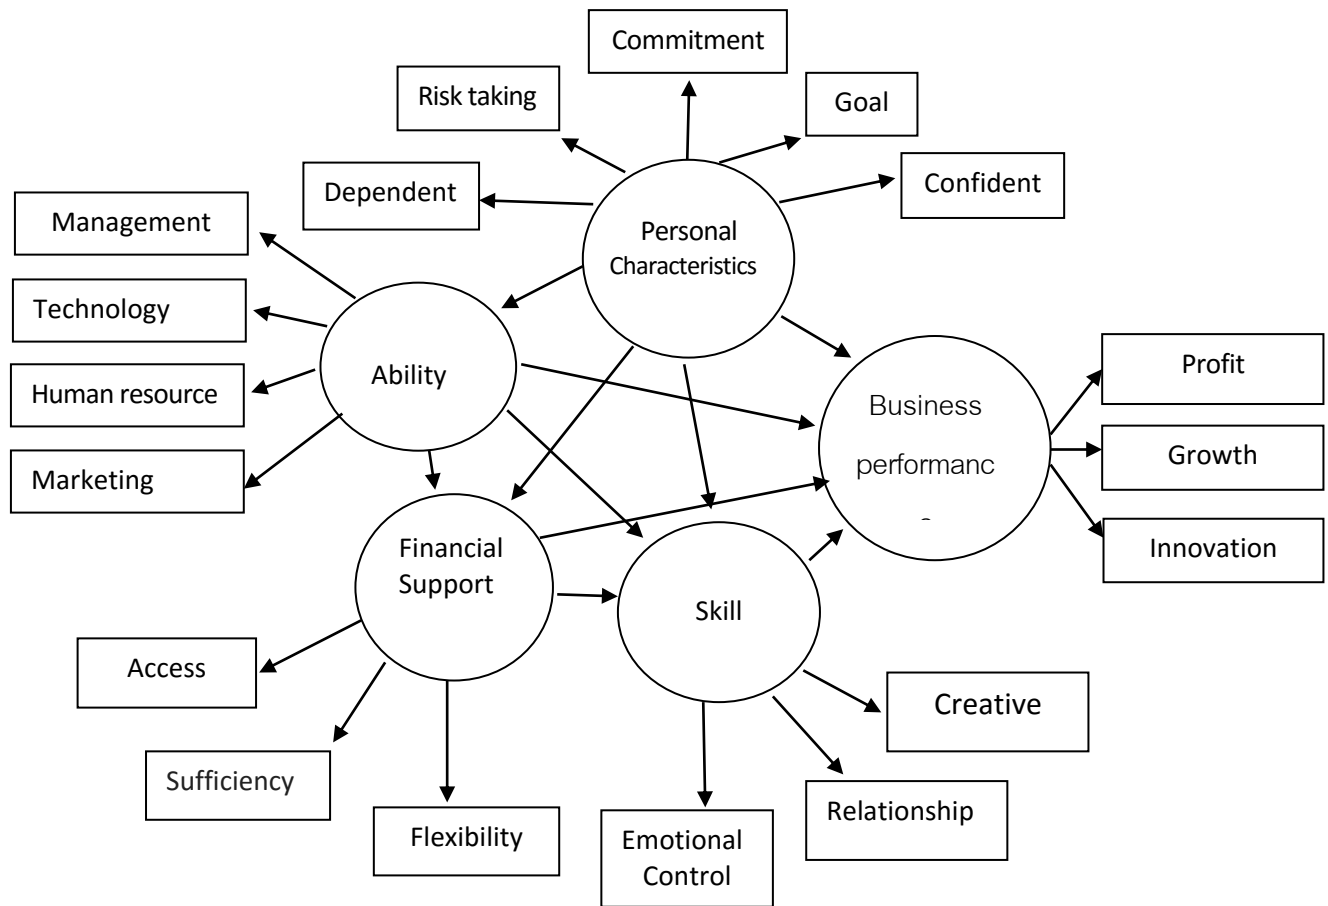 Commitment
Risk taking
Goal
Confident
Dependent
Management
Personal
Characteristics
Technology
Profit
Ability
Human resource
Business
Growth
performanc
Marketing
Innovation
Financial
Support
Skill
Access
Creative
Sufficiency
Relationship
Flexibility
Emotional
Control